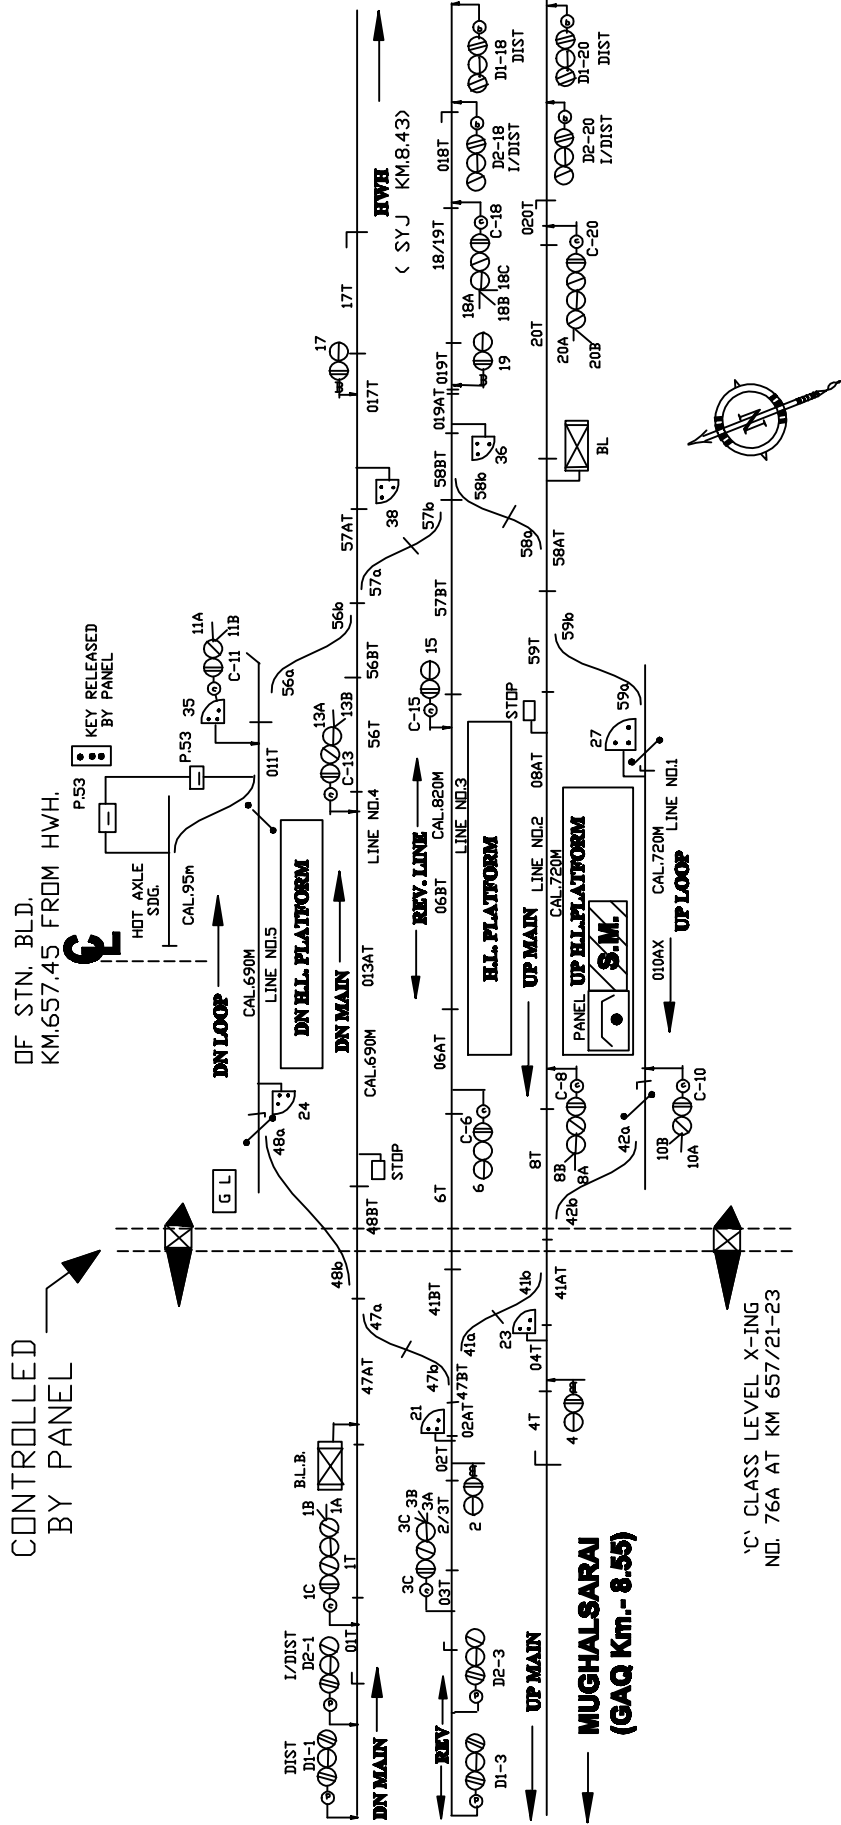 CONTROLLED
BY PANEL
OF STN. BLD.
KM.657.45 FROM HWH.
CL
P.53
P.53
KEY RELEASED
BY PANEL
HOT AXLE
SDG.
CAL.95m
G L
48a
24
DN LOOP
CAL.690M
LINE NO.5
011T
35
C-11
11A
11B
56a
DN H.L. PLATFORM
DIST
D1-1
I/DIST
D2-1
1C
1B
1A
B.L.B.
48b
C-13
13A
13B
56b
17
DN MAIN
01T
1T
47AT
47a
48BT
STOP
CAL.690M
DN MAIN
013AT
LINE NO.4
56T
56BT
57a
57AT
38
017T
17T
HWH
( SYJ KM.8.43)
REV
3C
3C
3B
3A
03T
2/3T
02T
21
02AT
47b
47BT
41BT
6T
06AT
REV. LINE
06BT
CAL.820M
LINE NO.3
C-15
15
57BT
57b
58BT
019AT
019T
18/19T
018T
D1-3
D2-3
2
41a
6
C-6
H.L. PLATFORM
58b
36
19
18A
18B
18C
C-18
D2-18
I/DIST
D1-18
DIST
UP MAIN
4T
04T
23
41b
41AT
42b
8T
UP MAIN
LINE NO.2
CAL.720M
08AT
STOP
59T
58a
58AT
20T
020T
MUGHALSARAI
(GAQ Km.- 8.55)
4
8B
8A
C-8
PANEL
UP H.L.PLATFORM
S.M.
59b
BL
20A
20B
C-20
D2-20
I/DIST
D1-20
DIST
42a
27
59a
10B
10A
C-10
010AX
UP LOOP
CAL.720M
LINE NO.1
N
'C' CLASS LEVEL X-ING
NO. 76A AT KM 657/21-23